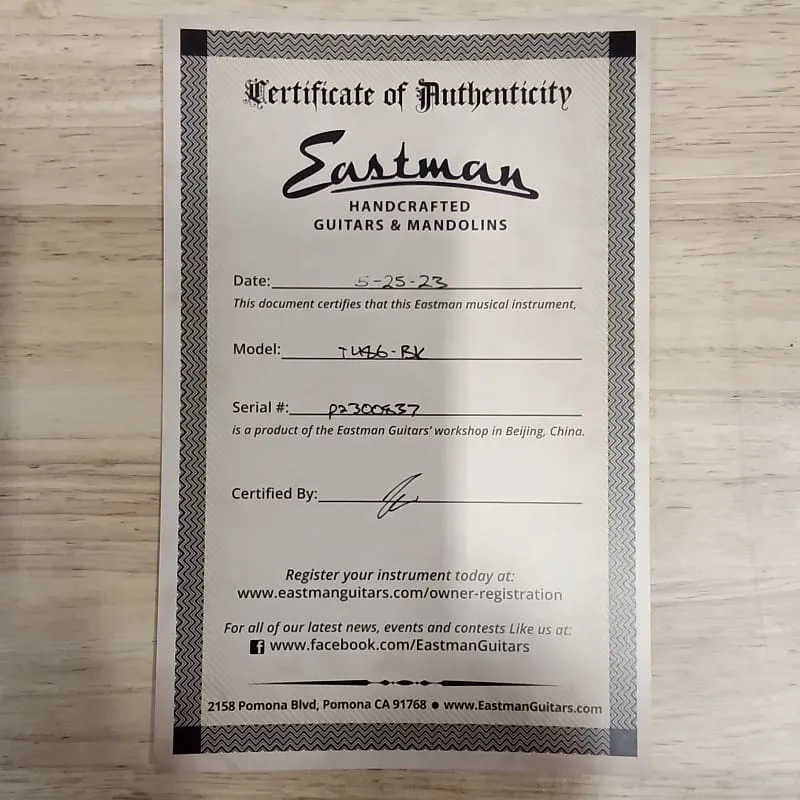 Certificate of Authenticity
Eastman
HANDCRAFTED
GUITARS & MANDOLINS
Date: 5-25-23
This document certifies that this Eastman musical instrument,
Model: T486-BK
Serial #:
is a product of the Eastman Guitars' workshop in Beijing, China.
Certified By:
Register your instrument today at:
www.eastmanguitars.com/owner-registration
For all of our latest news, events and contests Like us at:
www.facebook.com/EastmanGuitars
2158 Pomona Blvd, Pomona CA 91768 ● www.EastmanGuitars.com